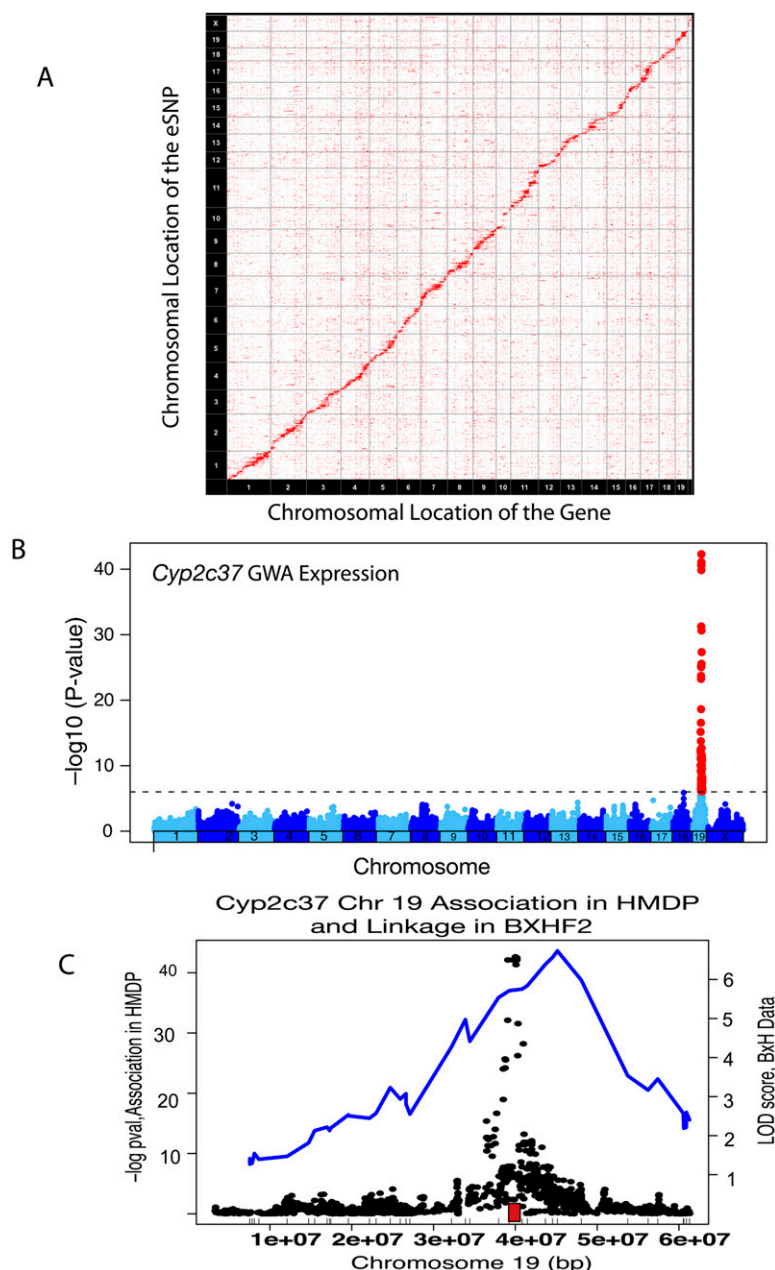 A
Chromosomal Location of the eSNP
X
19
18
17
16
15
14
13
12
11
10
9
8
7
6
5
4
3
2
1
1 2 3 4 5 6 7 8 9 10 11 12 13 14 15 16 17 18 19
Chromosomal Location of the Gene
B
Cyp2c37 GWA Expression
−log10 (P-value)
40
30
20
10
0
1 2 3 4 5 6 7 8 9 10 11 12 13 14 15 16 17 18 19 X
Chromosome
Cyp2c37 Chr 19 Association in HMDP
and Linkage in BXHF2
C
−log pval,Association in HMDP
40
30
20
10
0
6
5
4
3
2
1
LOD score. BxH Data
1e+07 2e+07 3e+07 4e+07 5e+07 6e+07
Chromosome 19 (bp)